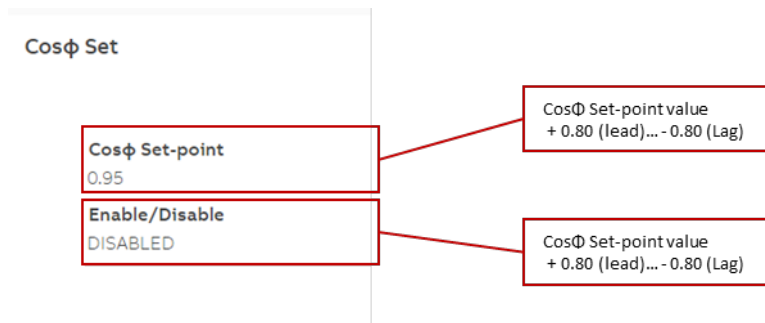 Cosϕ Set
Cosϕ Set-point
0.95
Enable/Disable
DISABLED
CosΦ Set-point value
+ 0.80 (lead)... - 0.80 (Lag)
CosΦ Set-point value
+ 0.80 (lead)... - 0.80 (Lag)